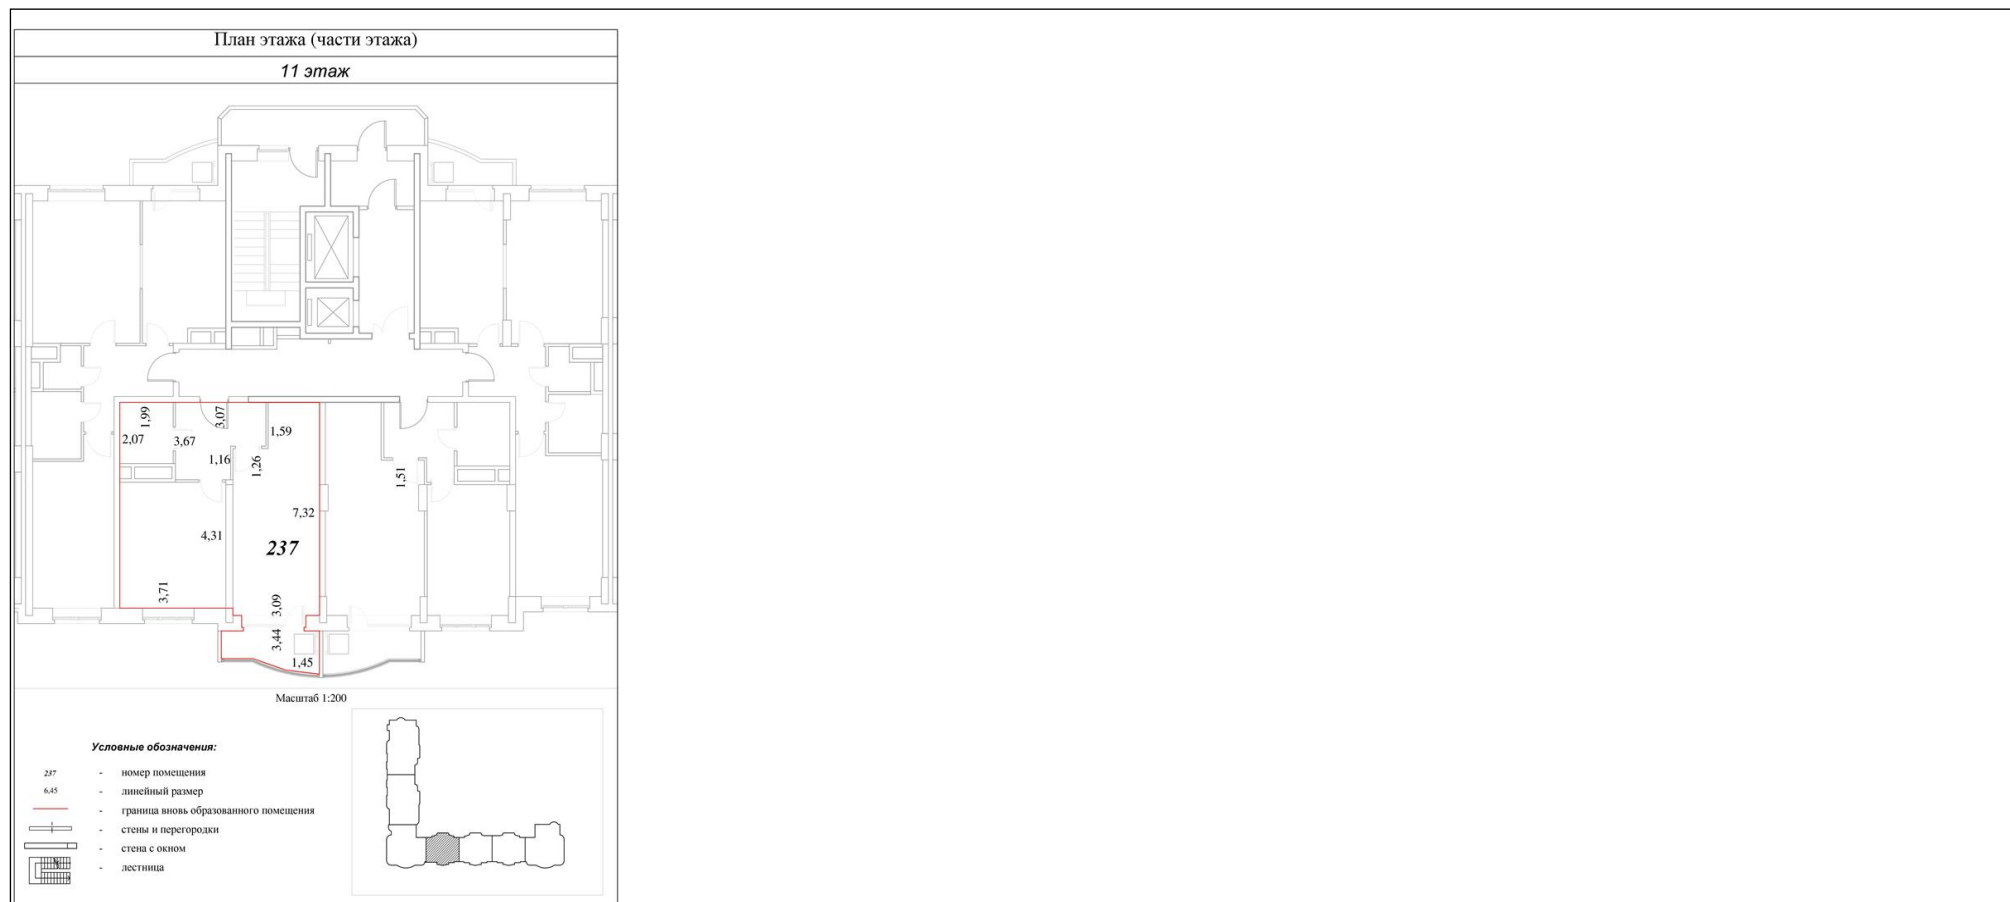 План этажа (части этажа)
11 этаж
1,99
3,07
2,07
3,67
1,59
1,16
1,26
1,51
7,32
4,31
237
3,71
3,09
3,44
1,45
Масштаб 1:200
Условные обозначения:
237 - номер помещения
6,45 - линейный размер
- граница вновь образованного помещения
- стены и перегородки
- стена с окном
- лестница